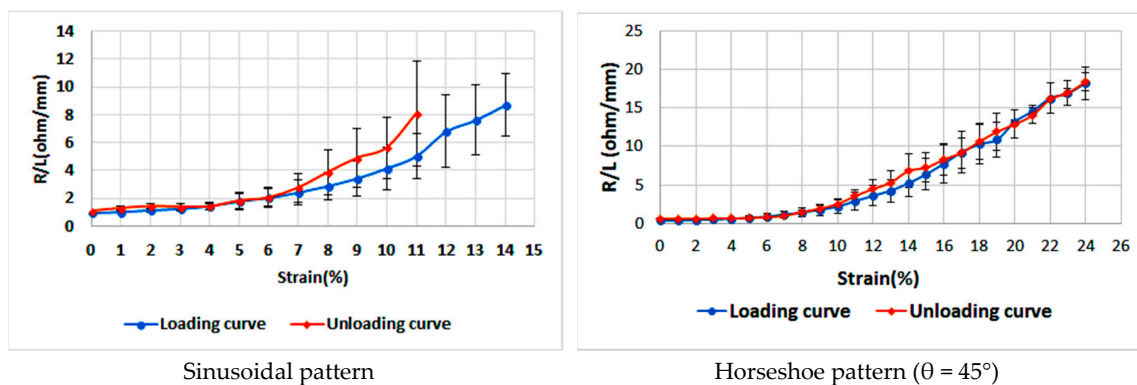 14
12
10
8
6
4
2
0
R/L(ohm/mm)
0 1 2 3 4 5 6 7 8 9 10 11 12 13 14 15
Strain(%)
Loading curve Unloading curve
Sinusoidal pattern
25
20
15
10
5
0
R/L (ohm/mm)
0 2 4 6 8 10 12 14 16 18 20 22 24 26
Strain(%)
Loading curve Unloading curve
Horseshoe pattern (θ = 45°)